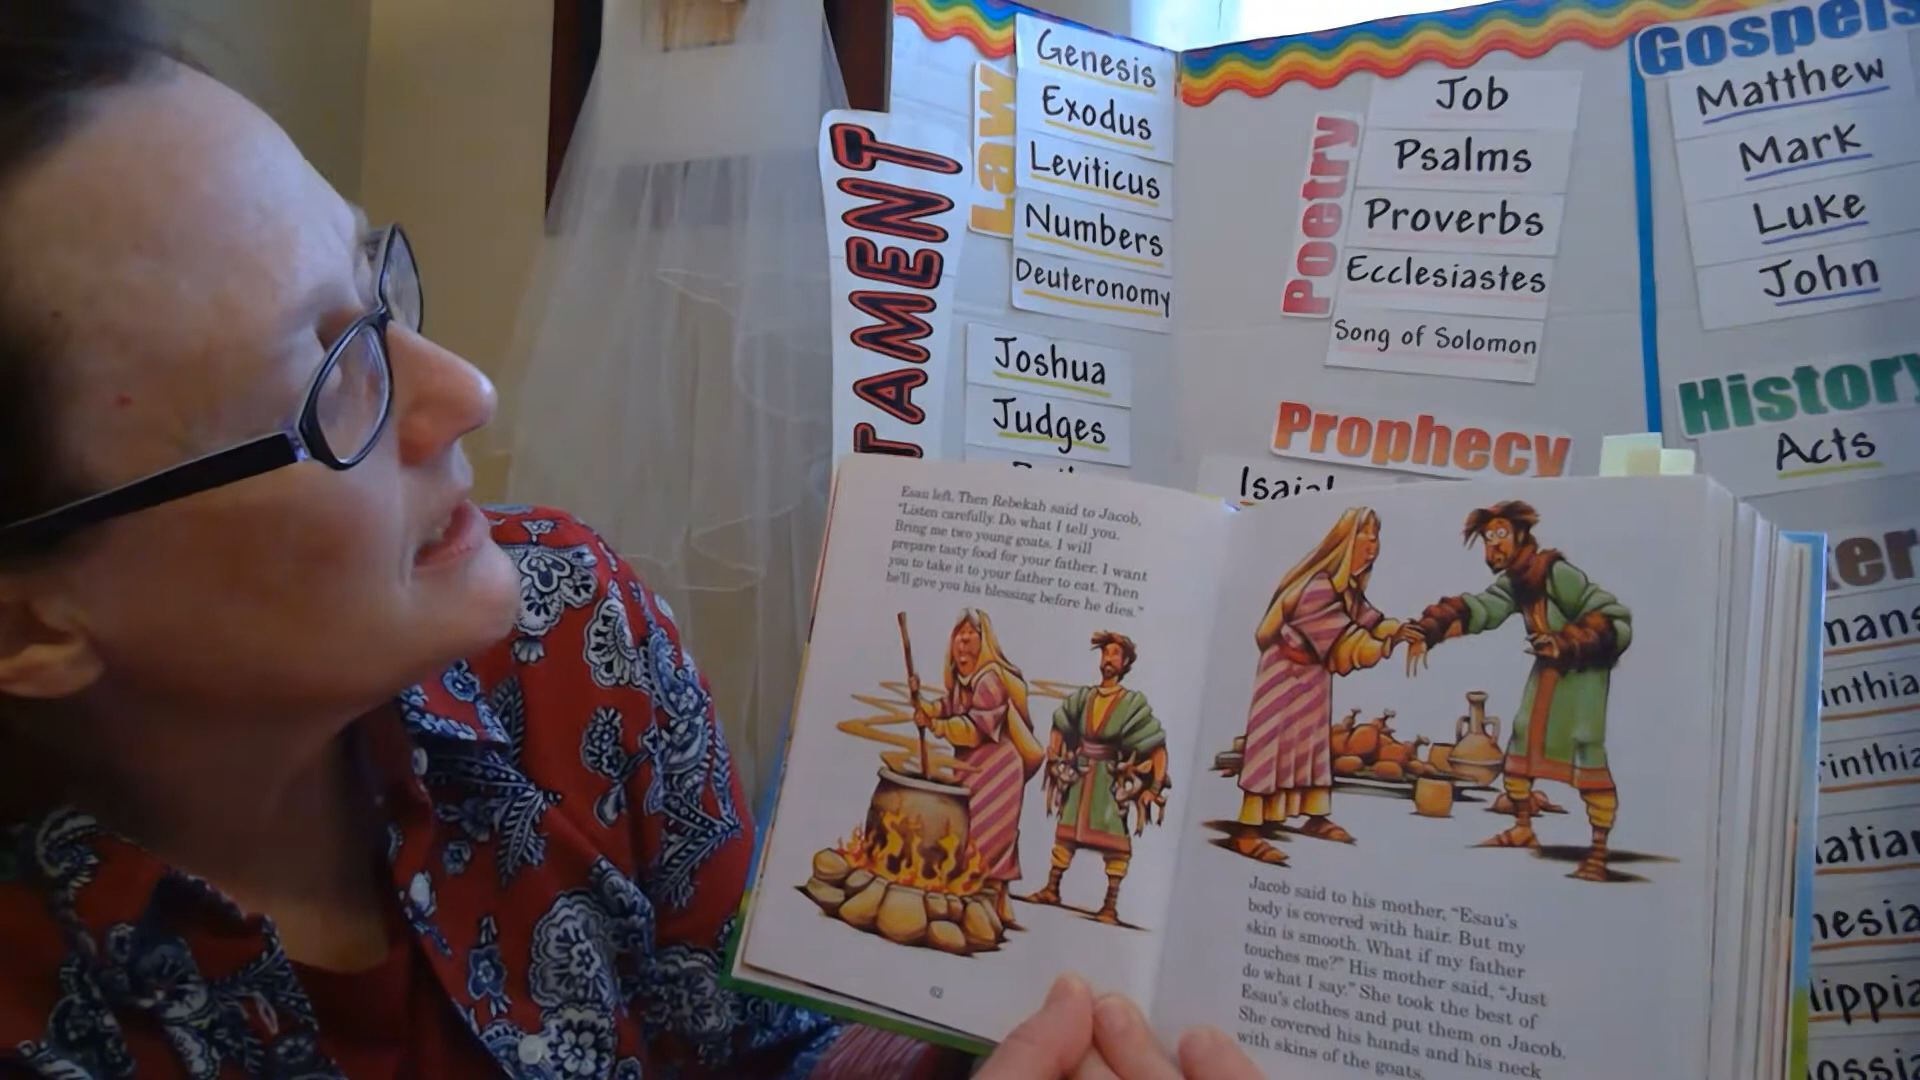 TAMENT
Law
Genesis
Exodus
Leviticus
Numbers
Deuteronomy
Joshua
Judges
Poetry
Job
Psalms
Proverbs
Ecclesiastes
Song of Solomon
Prophecy
Gospels
Matthew
Mark
Luke
John
History
Acts
Esau left. Then Rebekah said to Jacob,
"Listen carefully. Do what I tell you.
Bring me two young goats. I will
prepare tasty food for your father. I want
you to take it to your father to eat. Then
he'll give you his blessing before he dies."
62
Jacob said to his mother, "Esau's
body is covered with hair. But my
skin is smooth. What if my father
touches me?" His mother said, "Just
do what I say." She took the best of
Esau's clothes and put them on Jacob.
She covered his hands and his neck
with skins of the goats.